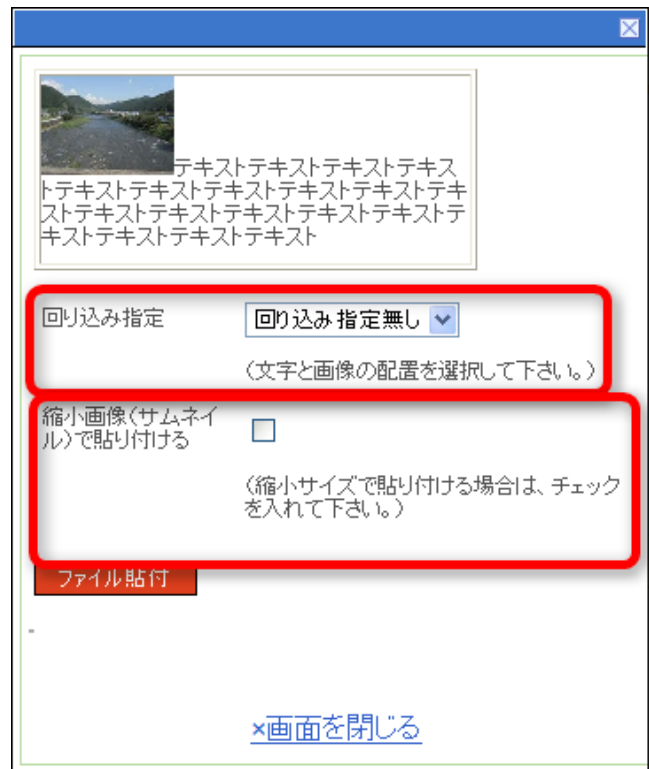 テキストテキストテキストテキス
トテキストテキストテキストテキストテキ
ストテキストテキストテキストテキストテ
キストテキストテキストテキスト
回り込み指定
回り込み指定無し
(文字と画像の配置を選択して下さい。)
縮小画像(サムネイ
ル)で貼り付ける
(縮小サイズで貼り付ける場合は、チェック
を入れて下さい。)
ファイル貼付
-
×画面を閉じる